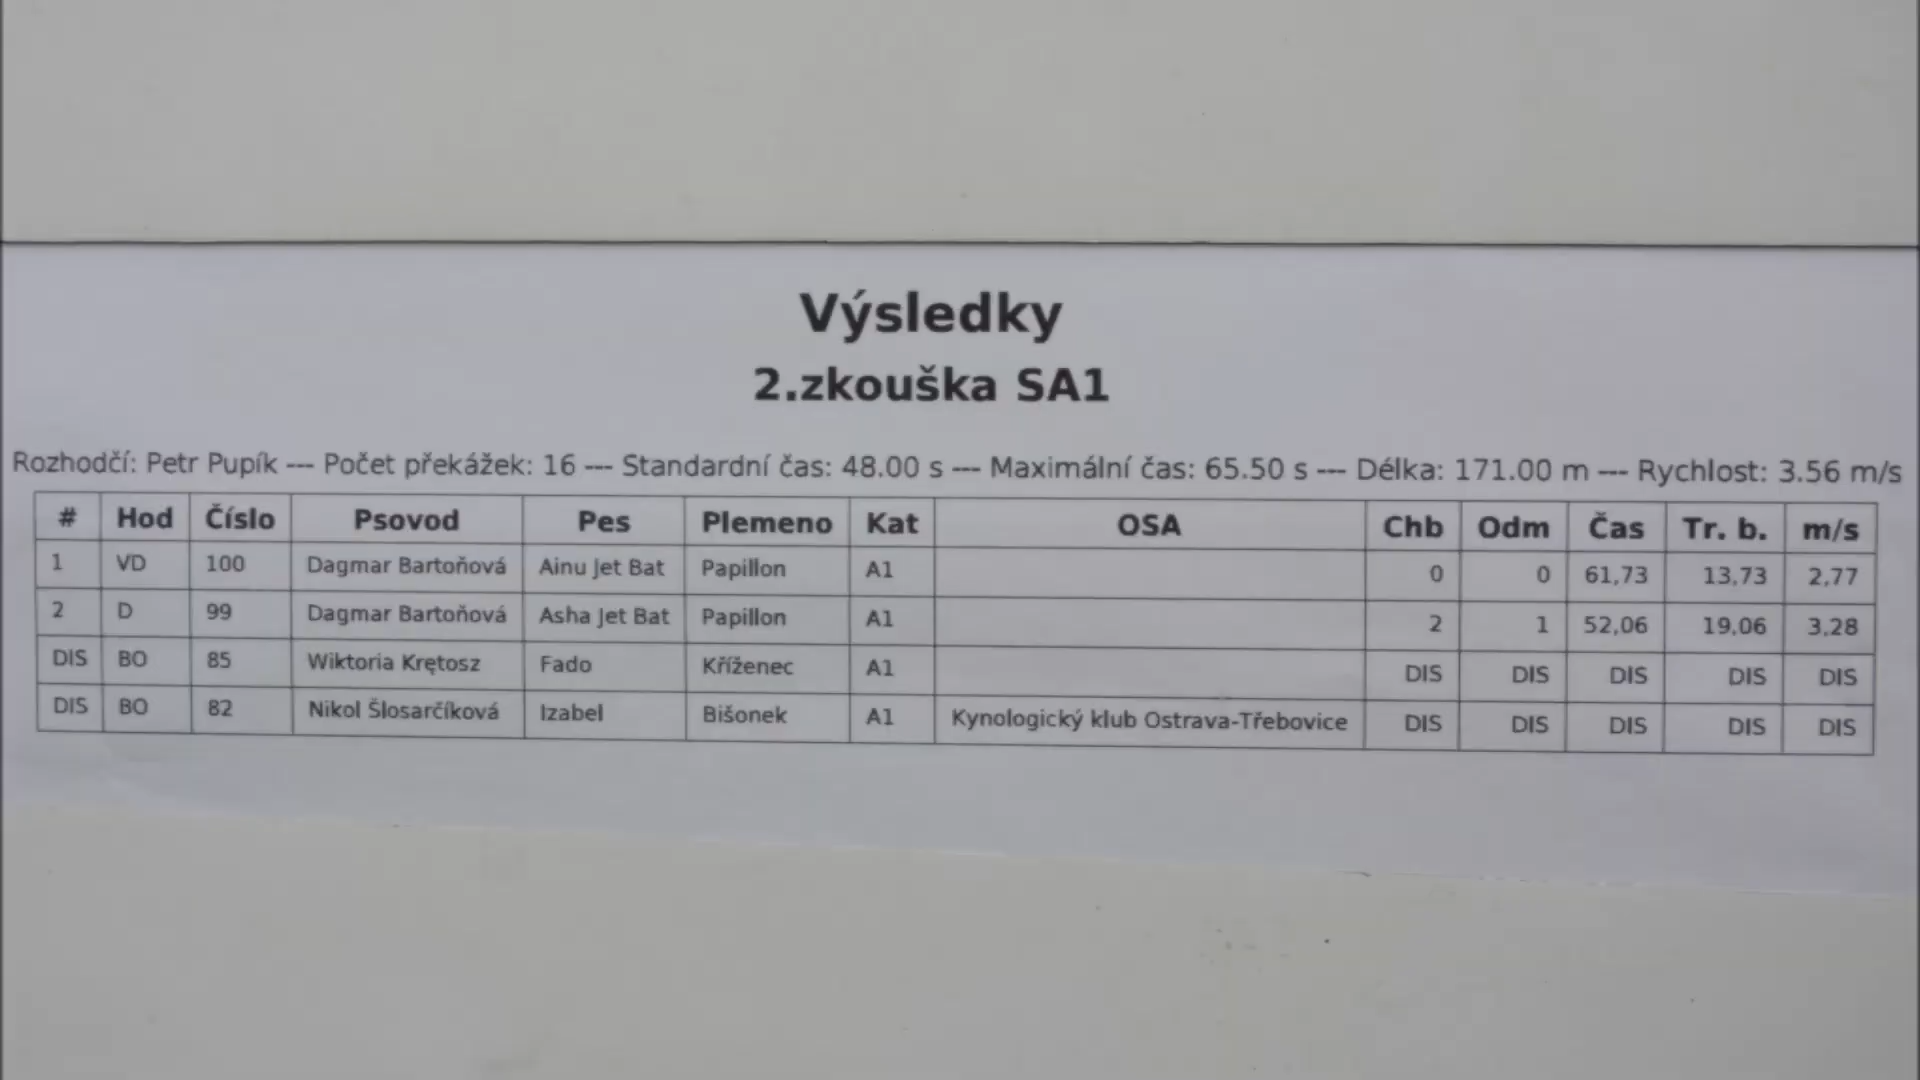 Výsledky
2.zkouška SA1
Rozhodčí: Petr Pupík --- Počet překážek: 16 --- Standardní čas: 48.00 s --- Maximální čas: 65.50 s --- Délka: 171.00 m --- Rychlost: 3.56 m/s
# Hod Číslo Psovod Pes Plemeno Kat OSA Chb Odm Čas Tr. b. m/s
1 VD 100 Dagmar Bartoňová Ainu Jet Bat Papillon A1 0 0 61,73 13,73 2,77
2 D 99 Dagmar Bartoňová Asha Jet Bat Papillon A1 2 1 52,06 19,06 3,28
DIS BO 85 Wiktoria Krętosz Fado Kříženec A1 DIS DIS DIS DIS DIS
DIS BO 82 Nikol Šlosarčíková Izabel Bišonek A1 Kynologický klub Ostrava-Třebovice DIS DIS DIS DIS DIS